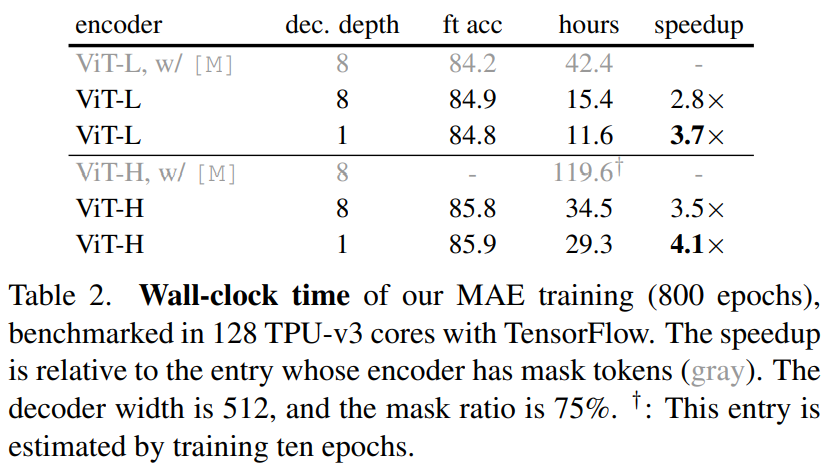 encoder dec. depth ft acc hours speedup
ViT-L, w/ [M] 8 84.2 42.4 -
ViT-L 8 84.9 15.4 2.8×
ViT-L 1 84.8 11.6 3.7×
ViT-H, w/ [M] 8 - 119.6† -
ViT-H 8 85.8 34.5 3.5×
ViT-H 1 85.9 29.3 4.1×
Table 2. Wall-clock time of our MAE training (800 epochs),
benchmarked in 128 TPU-v3 cores with TensorFlow. The speedup
is relative to the entry whose encoder has mask tokens (gray). The
decoder width is 512, and the mask ratio is 75%. †: This entry is
estimated by training ten epochs.